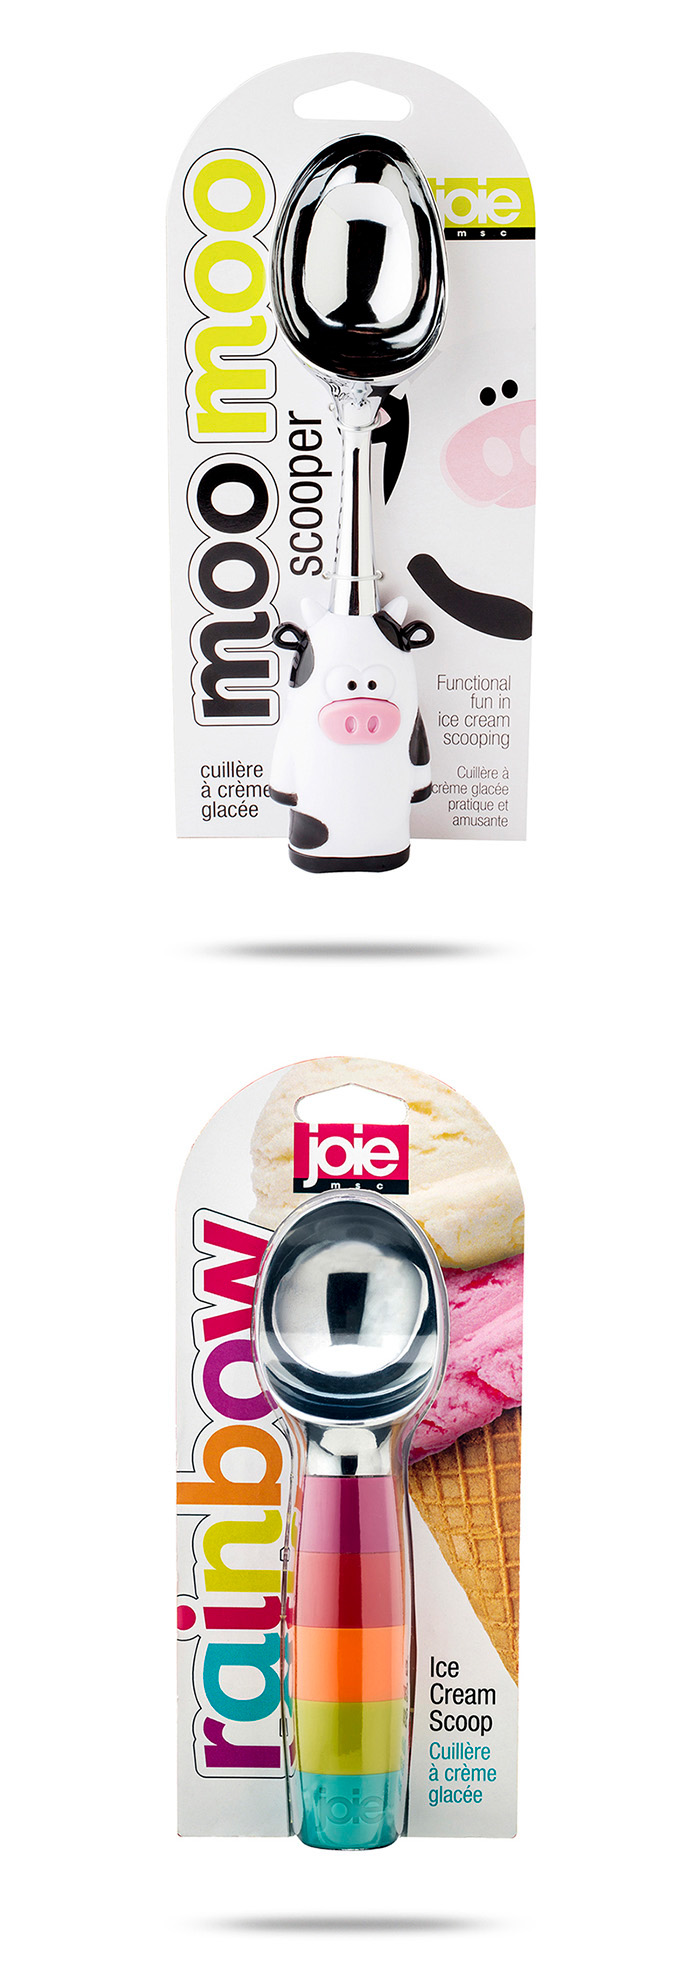 moo moo
scooper
joie
msc
Functional
fun in
ice cream
scooping
cuillère
à crème
glacée
Cuillère à
crème glacée
pratique et
amusante
joie
msc
rainbow
Ice
Cream
Scoop
Cuillère
à crème
glacée
joie